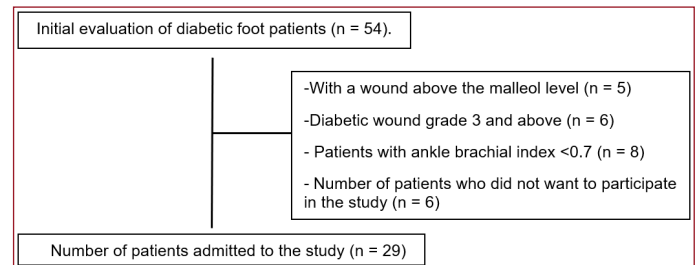 Initial evaluation of diabetic foot patients (n = 54).
-With a wound above the malleol level (n = 5)
-Diabetic wound grade 3 and above (n = 6)
- Patients with ankle brachial index <0.7 (n = 8)
- Number of patients who did not want to participate
in the study (n = 6)
Number of patients admitted to the study (n = 29)